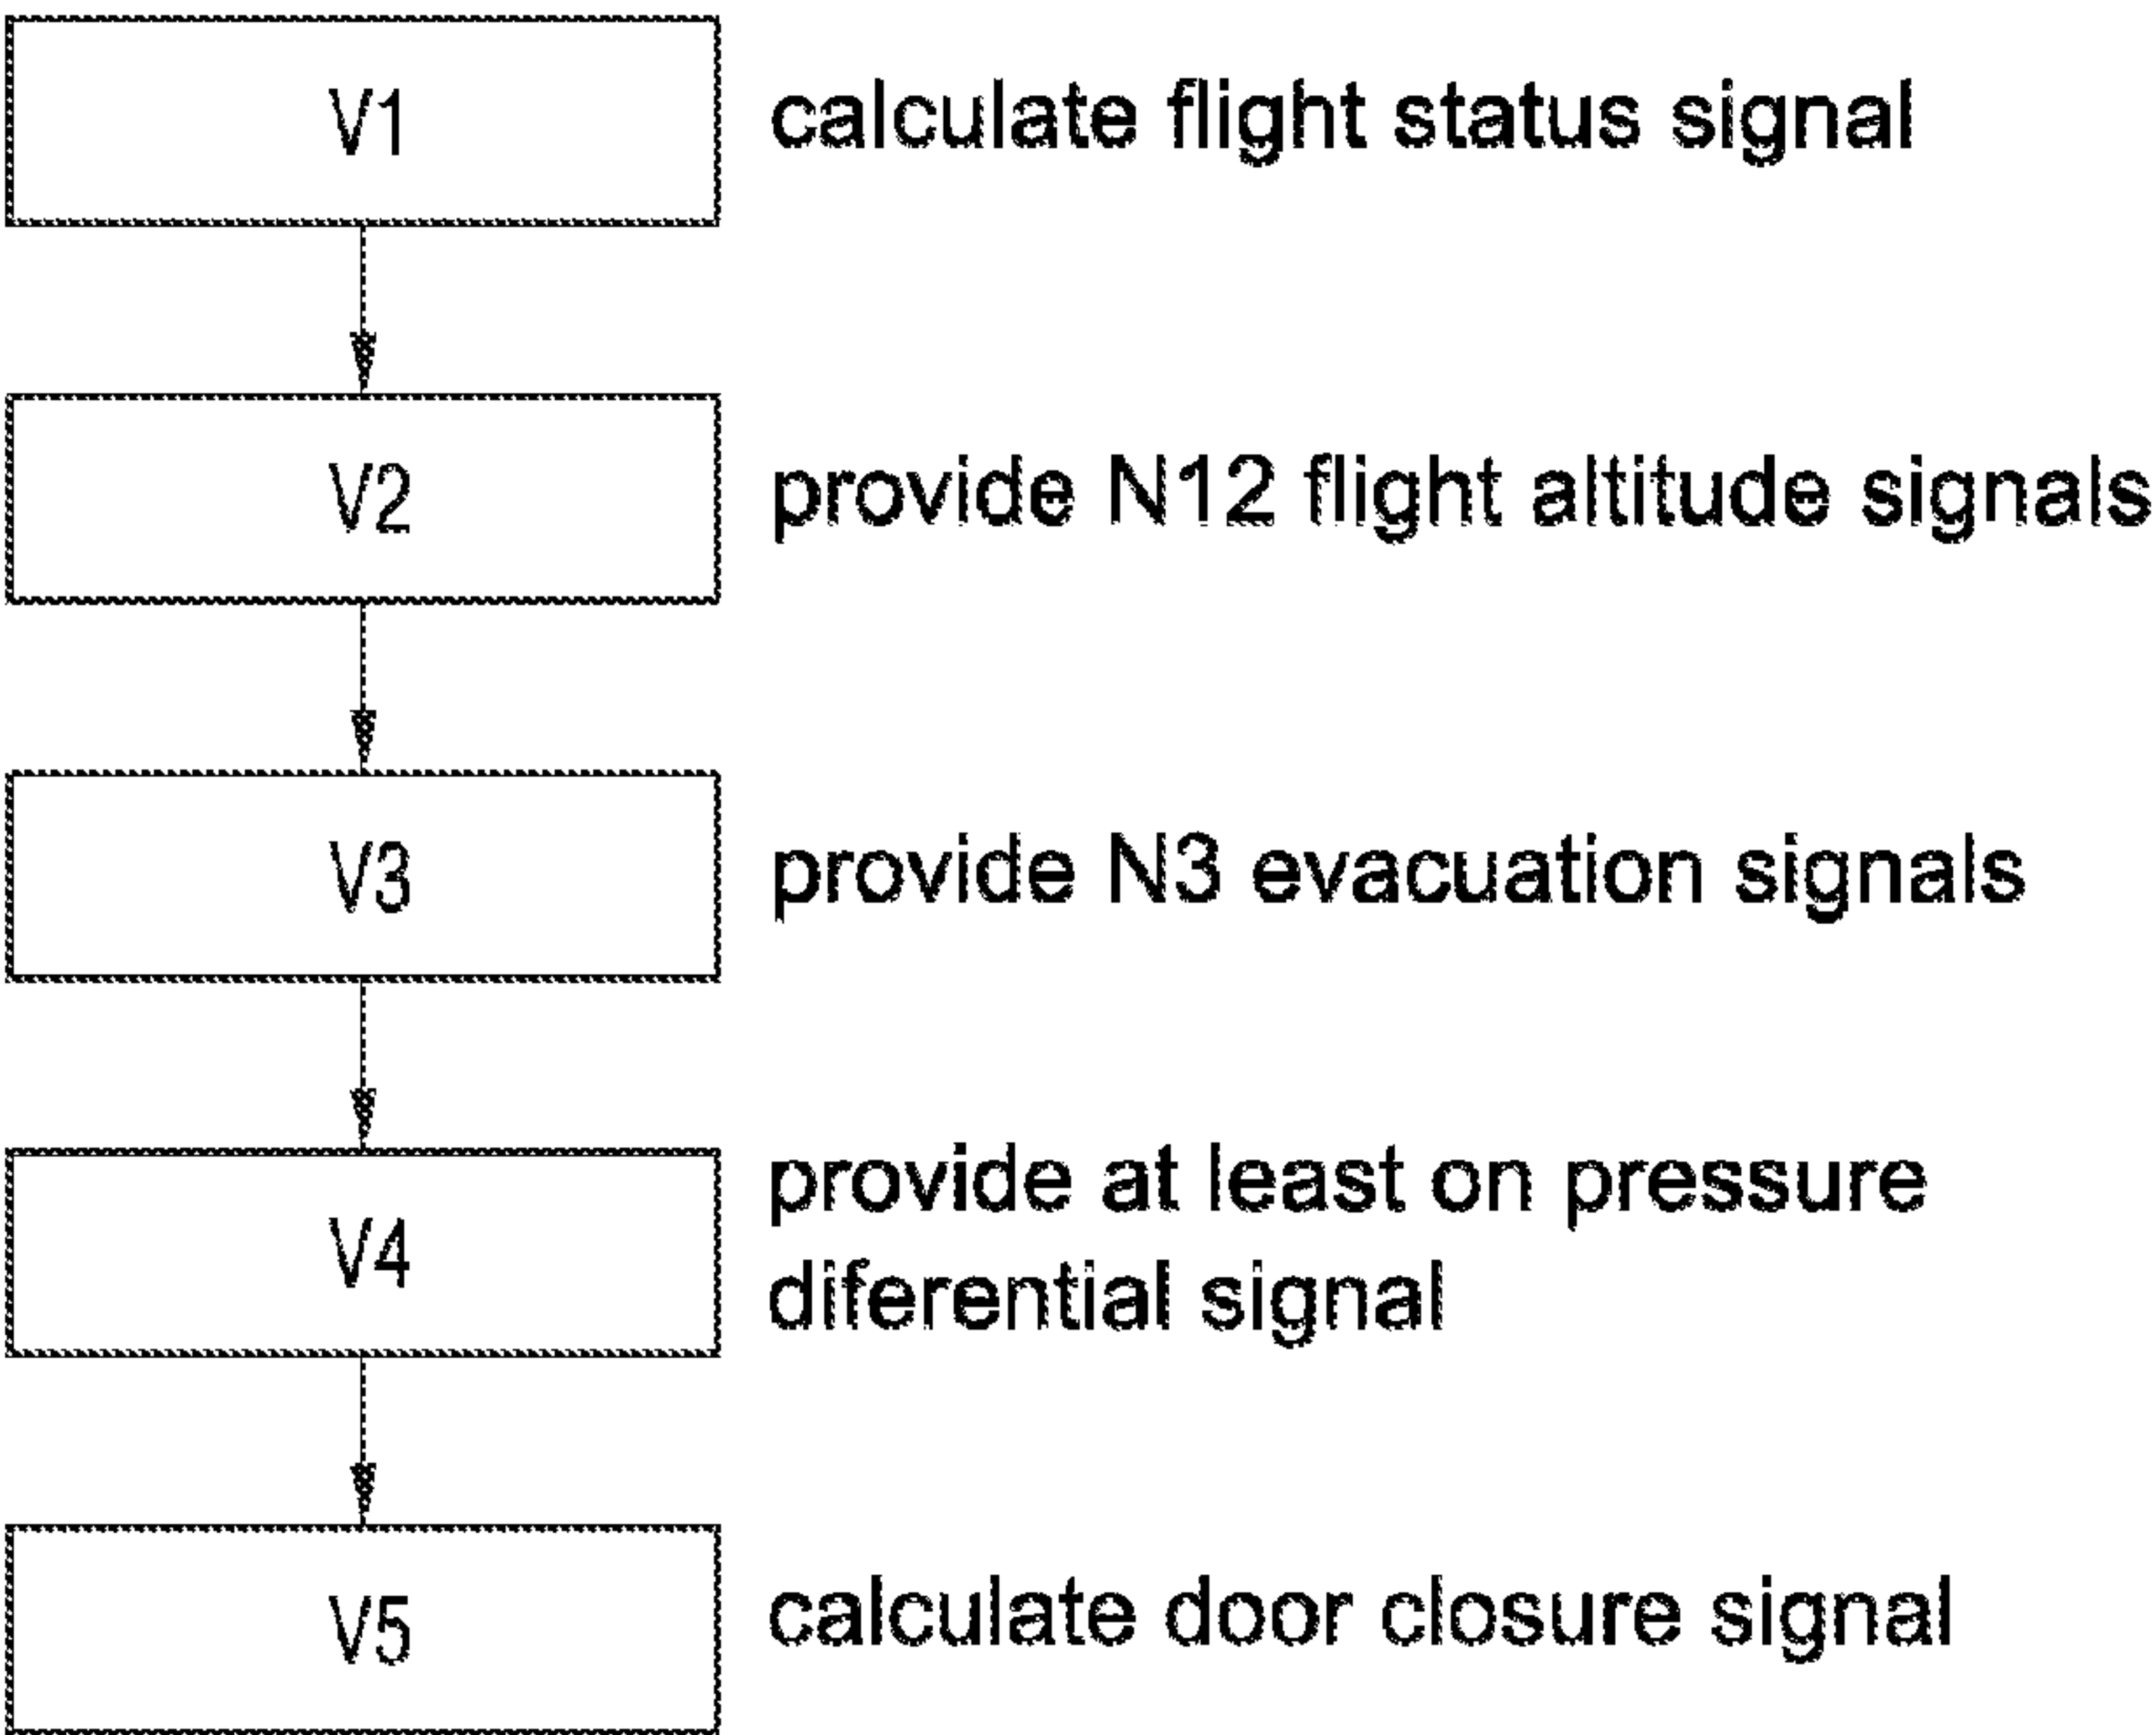 V1 calculate flight status signal
V2 provide N12 flight altitude signals
V3 provide N3 evacuation signals
V4 provide at least on pressure
diferential signal
V5 calculate door closure signal